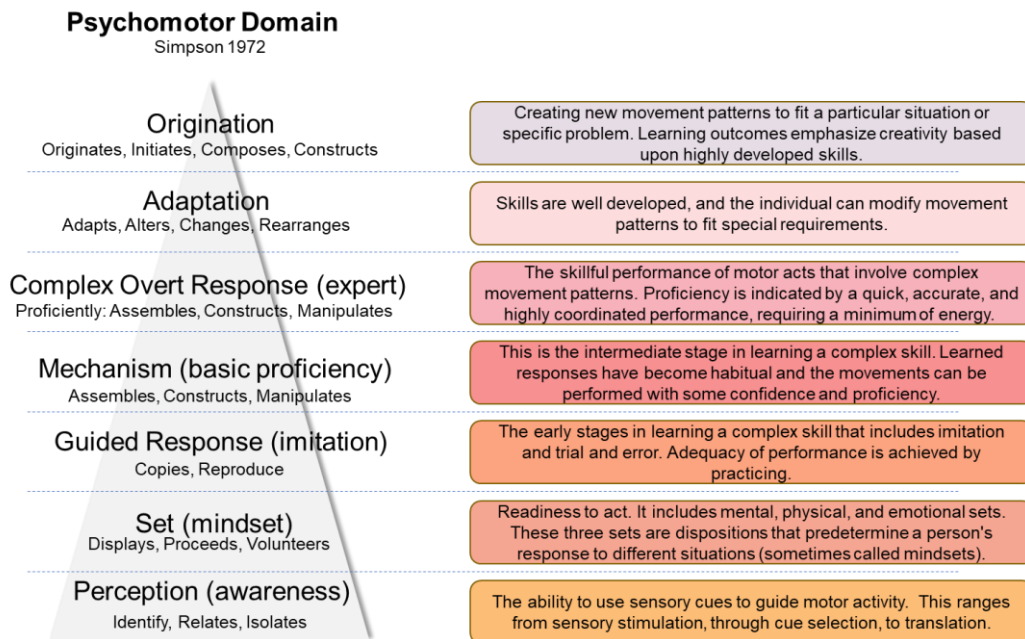 Psychomotor Domain
Simpson 1972
Origination
Originates, Initiates, Composes, Constructs
Creating new movement patterns to fit a particular situation or
specific problem. Learning outcomes emphasize creativity based
upon highly developed skills.
Adaptation
Adapts, Alters, Changes, Rearranges
Skills are well developed, and the individual can modify movement
patterns to fit special requirements.
Complex Overt Response (expert)
Proficiently: Assembles, Constructs, Manipulates
The skillful performance of motor acts that involve complex
movement patterns. Proficiency is indicated by a quick, accurate, and
highly coordinated performance, requiring a minimum of energy.
Mechanism (basic proficiency)
Assembles, Constructs, Manipulates
This is the intermediate stage in learning a complex skill. Learned
responses have become habitual and the movements can be
performed with some confidence and proficiency.
Guided Response (imitation)
Copies, Reproduce
The early stages in learning a complex skill that includes imitation
and trial and error. Adequacy of performance is achieved by
practicing.
Set (mindset)
Displays, Proceeds, Volunteers
Readiness to act. It includes mental, physical, and emotional sets.
These three sets are dispositions that predetermine a person's
response to different situations (sometimes called mindsets).
Perception (awareness)
Identify, Relates, Isolates
The ability to use sensory cues to guide motor activity. This ranges
from sensory stimulation, through cue selection, to translation.